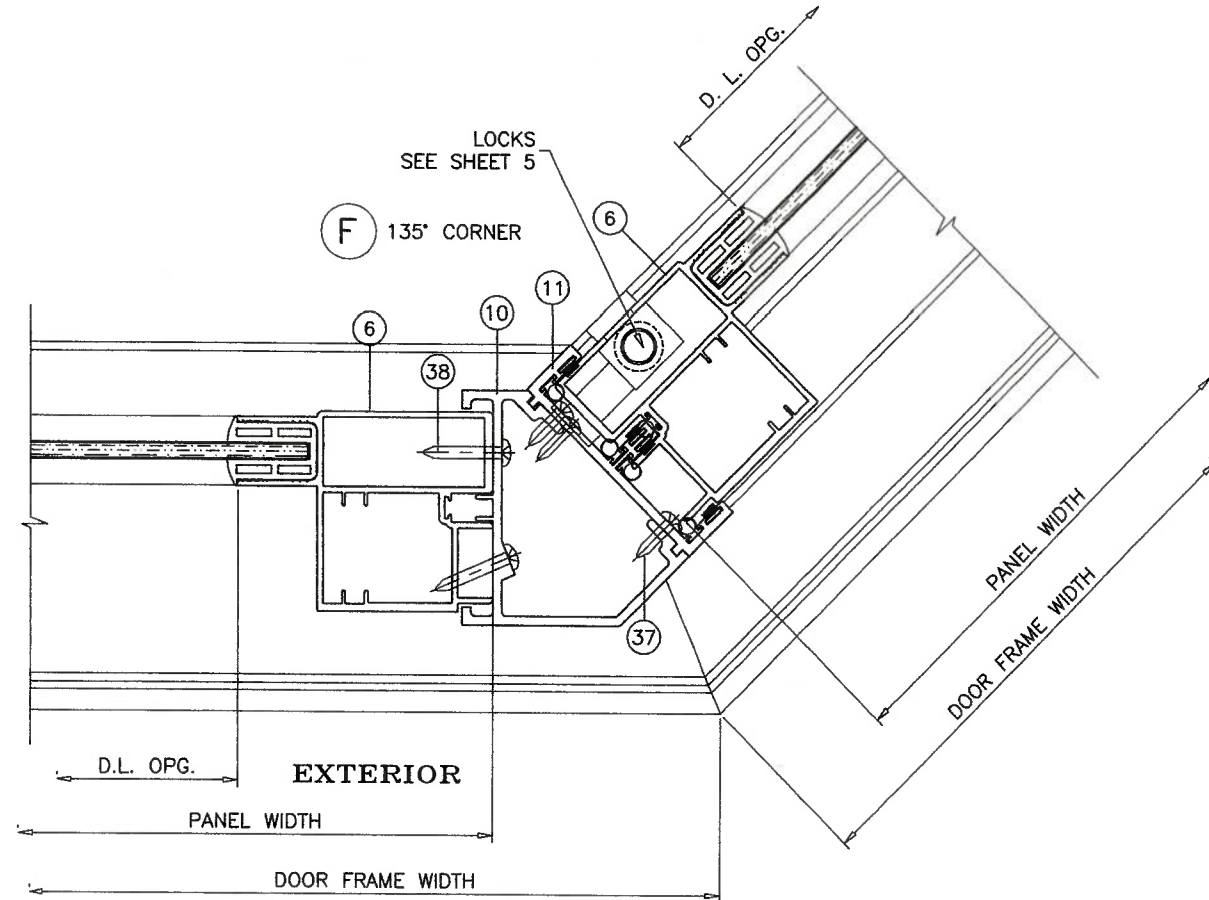 D. L. OPG.
LOCKS
SEE SHEET 5
F 135° CORNER
6
11
10
6
38
37
PANEL WIDTH
DOOR FRAME WIDTH
D.L. OPG.
EXTERIOR
PANEL WIDTH
DOOR FRAME WIDTH